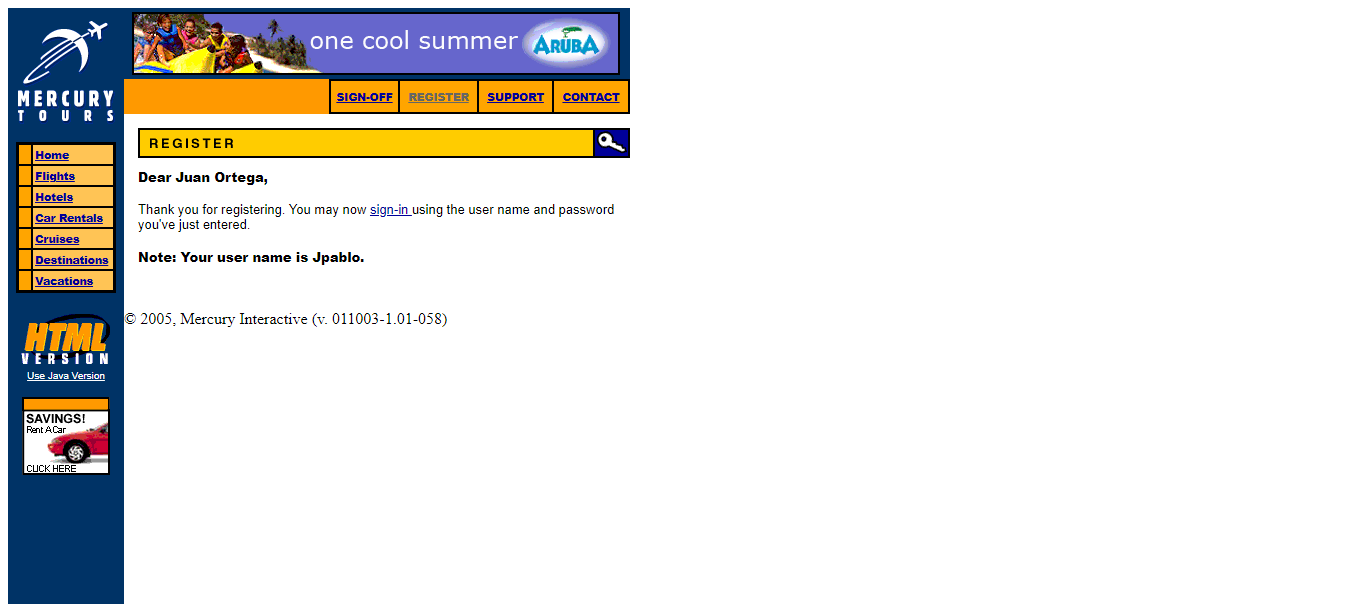 one cool summer ARUBA
MERCURY
TOURS
SIGN-OFF REGISTER SUPPORT CONTACT
REGISTER
Home
Flights
Hotels
Car Rentals
Cruises
Destinations
Vacations
Dear Juan Ortega,
Thank you for registering. You may now sign-in using the user name and password
you've just entered.
Note: Your user name is Jpablo.
© 2005, Mercury Interactive (v. 011003-1.01-058)
HTML
VERSION
Use Java Version
SAVINGS!
Rent A Car
CLICK HERE